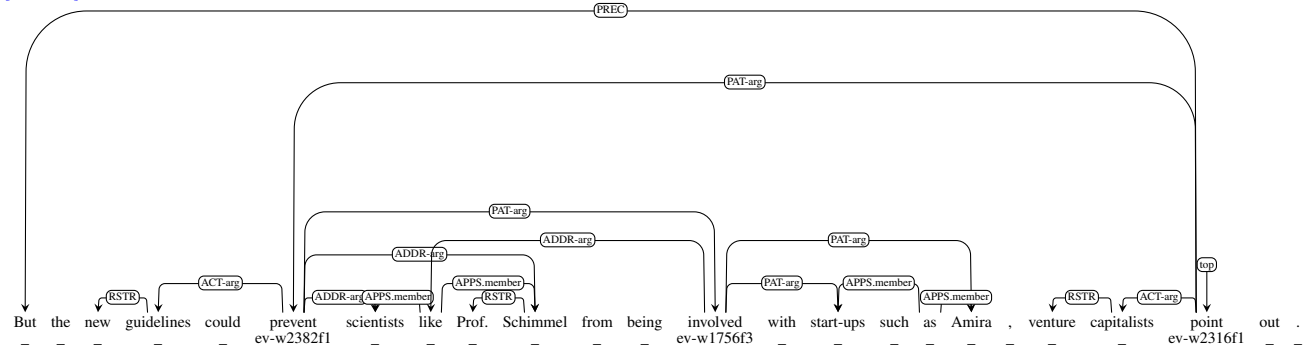 PREC
PAT-arg
PAT-arg
ADDR-arg PAT-arg
ADDR-arg
ACT-arg APPS.member PAT-arg APPS.member top
RSTR ADDR-arg APPS.member RSTR APPS.member RSTR ACT-arg
But the new guidelines could prevent scientists like Prof. Schimmel from being involved with start-ups such as Amira , venture capitalists point out .
_ _ _ _ _ ev-w2382f1 _ _ _ _ _ _ ev-w1756f3 _ _ _ _ _ _ _ _ ev-w2316f1 _ _